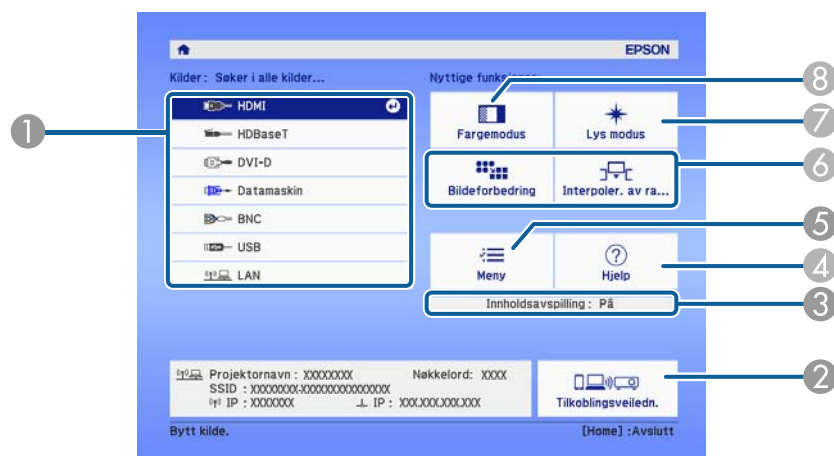 EPSON
Kilder : Søker i alle kilder...
HDMI
HDBaseT
DVI-D
Datamaskin
BNC
USB
LAN
Nyttige funksjoner
Fargemodus
Lys modus
Bildeforbedring
Interpoler. av ra...
Meny
Hjelp
Innholdsavspilling : På
Projektornavn : XXXXXXXX Nøkkelord: XXXX
SSID : XXXXXXXX-XXXXXXXXXXXXXXX
IP : XXXXXXX IP : XXX.XXX.XXX.XXX
Tilkoblingsveiledn.
Bytt kilde. [Home] :Avslutt
1
8
7
6
5
4
3
2